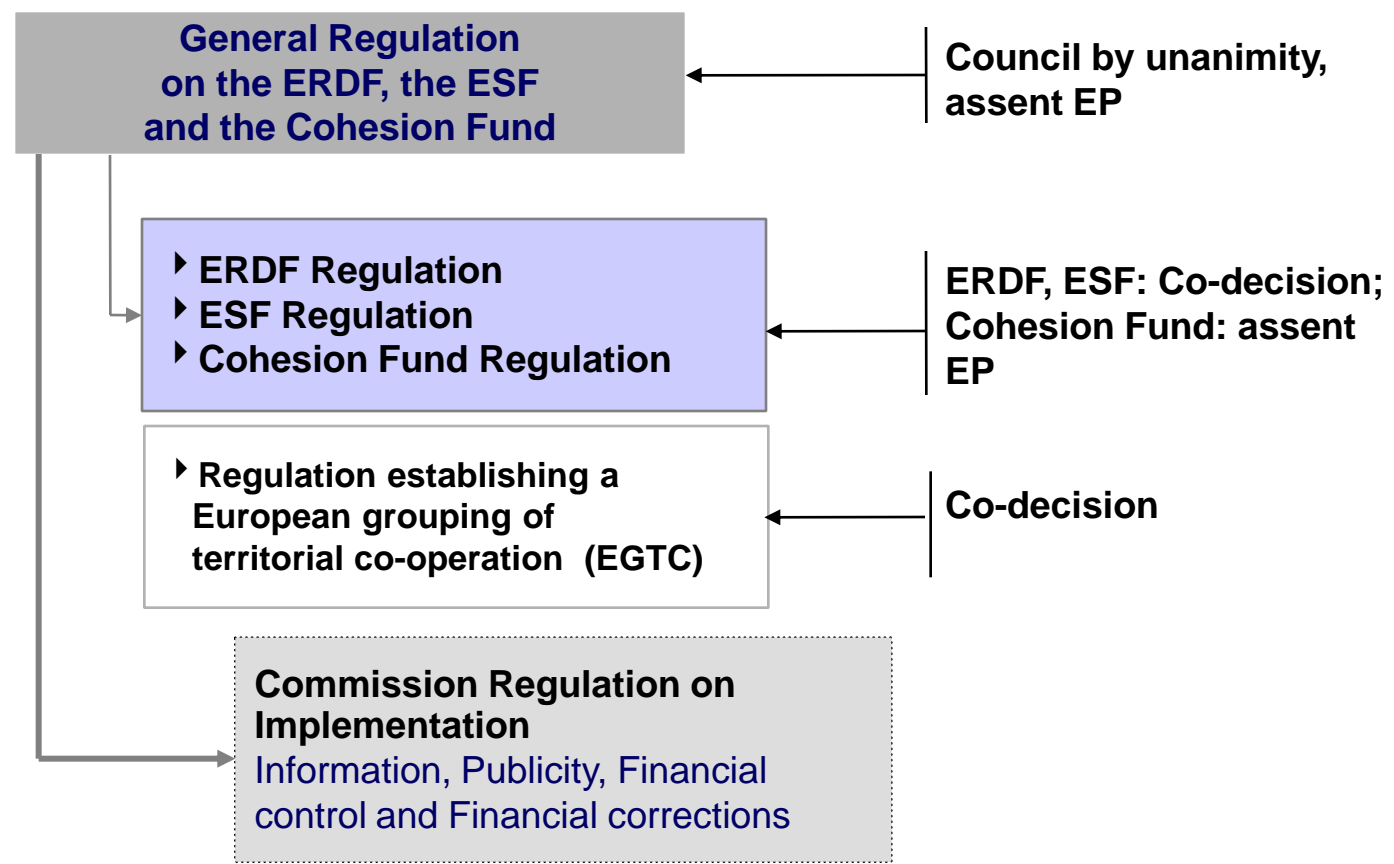 General Regulation
on the ERDF, the ESF
and the Cohesion Fund
Council by unanimity,
assent EP
ERDF Regulation
ESF Regulation
Cohesion Fund Regulation
ERDF, ESF: Co-decision;
Cohesion Fund: assent
EP
Regulation establishing a
European grouping of
territorial co-operation (EGTC)
Co-decision
Commission Regulation on
Implementation
Information, Publicity, Financial
control and Financial corrections